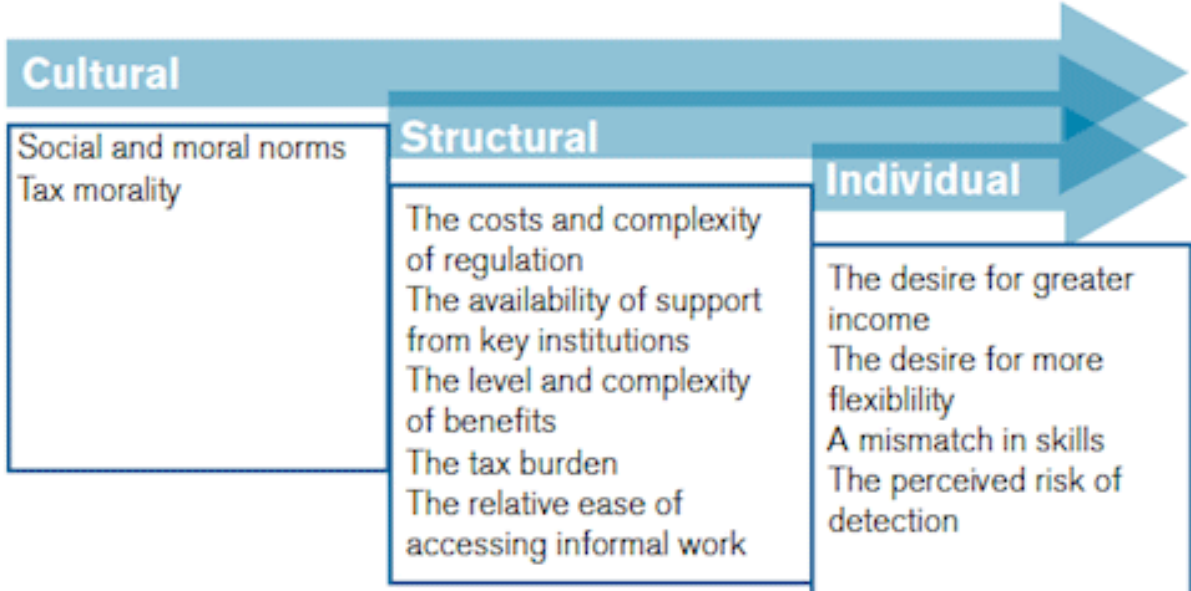 Cultural
Social and moral norms
Tax morality
Structural
The costs and complexity
of regulation
The availability of support
from key institutions
The level and complexity
of benefits
The tax burden
The relative ease of
accessing informal work
Individual
The desire for greater
income
The desire for more
flexiblility
A mismatch in skills
The perceived risk of
detection